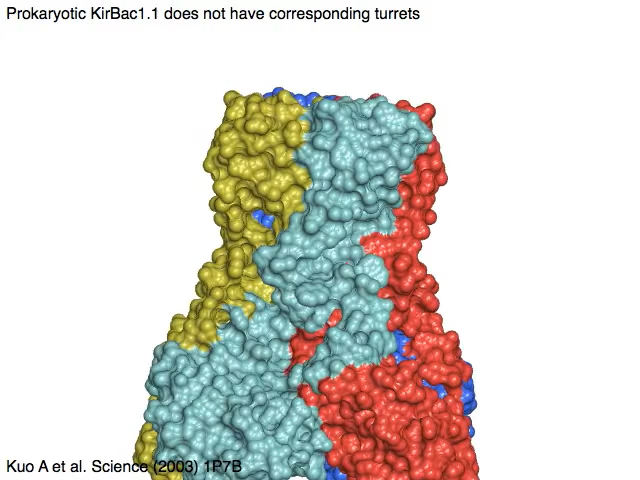 Prokaryotic KirBac1.1 does not have corresponding turrets
Kuo A et al. Science (2003) 1P7B